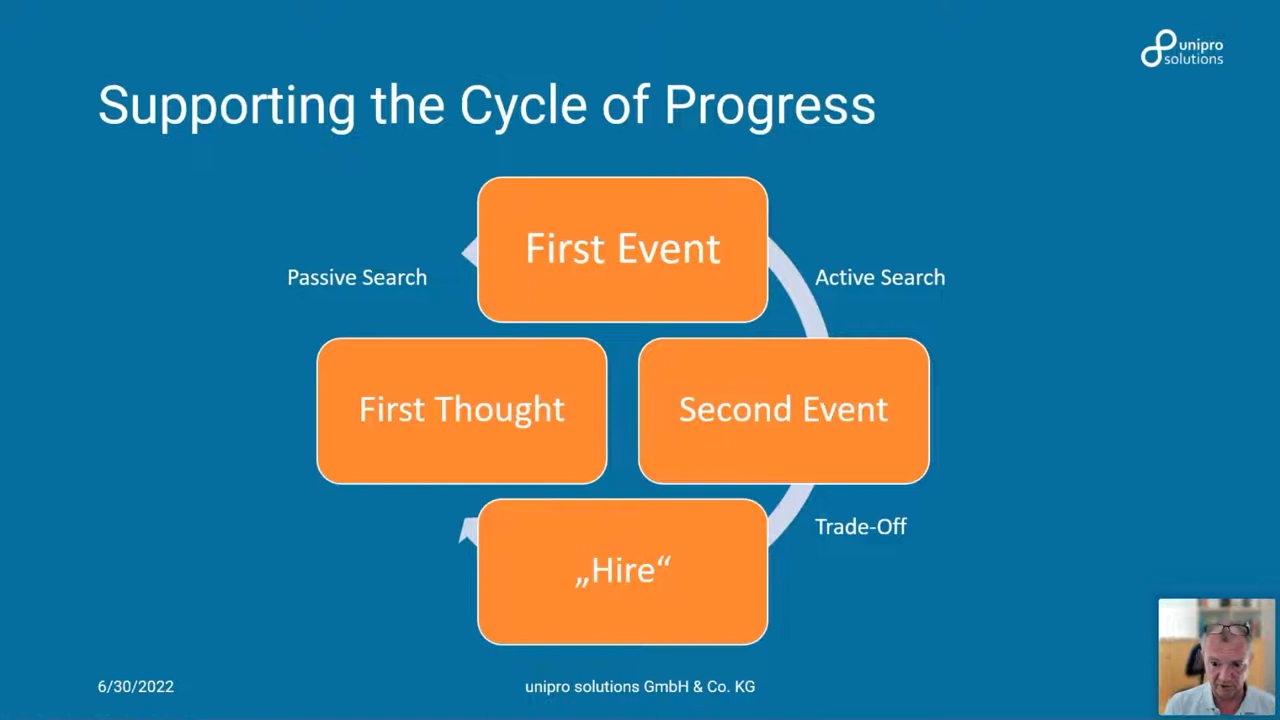 unipro
solutions
Supporting the Cycle of Progress
First Event
Passive Search
Active Search
First Thought
Second Event
Trade-Off
„Hire“
6/30/2022
unipro solutions GmbH & Co. KG